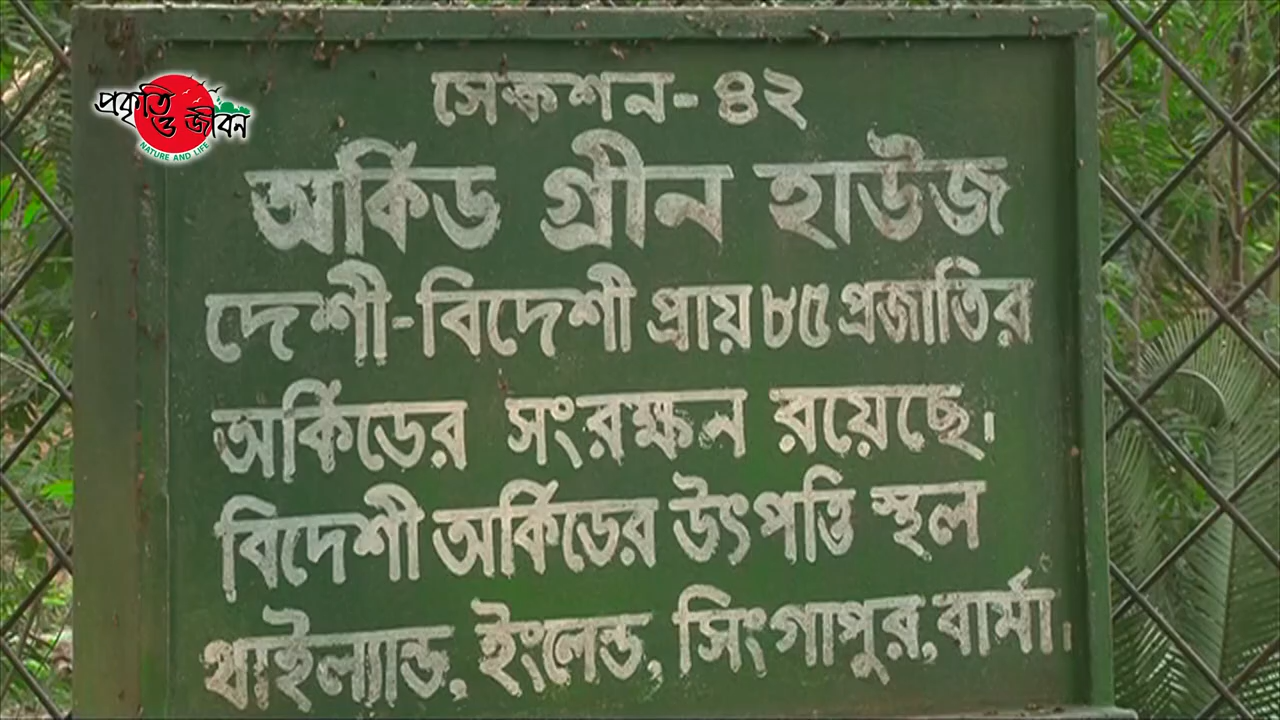 প্রকৃতি
ও জীবন
NATURE AND LIFE
সেকশন-৪২
অর্কিড গ্রীন হাউজ
দেশী-বিদেশী প্রায় ৮৫ প্রজাতির
অর্কিডের সংরক্ষন রয়েছে।
বিদেশী অর্কিডের উৎপত্তি স্থল
থাইল্যান্ড, ইংলেন্ড, সিংগাপুর, বার্মা।